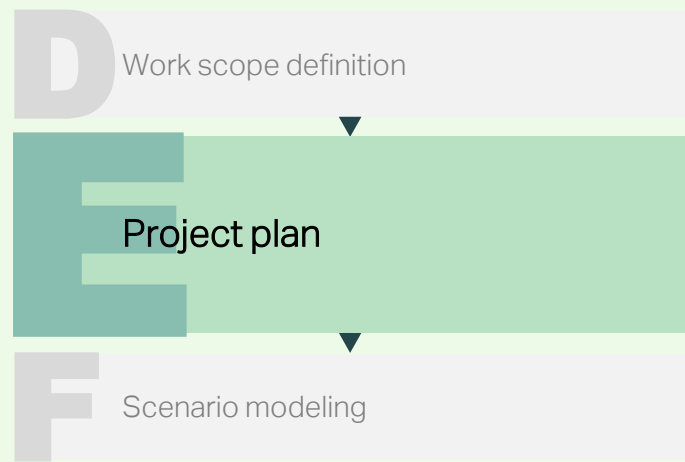 D
Work scope definition
E
Project plan
F
Scenario modeling